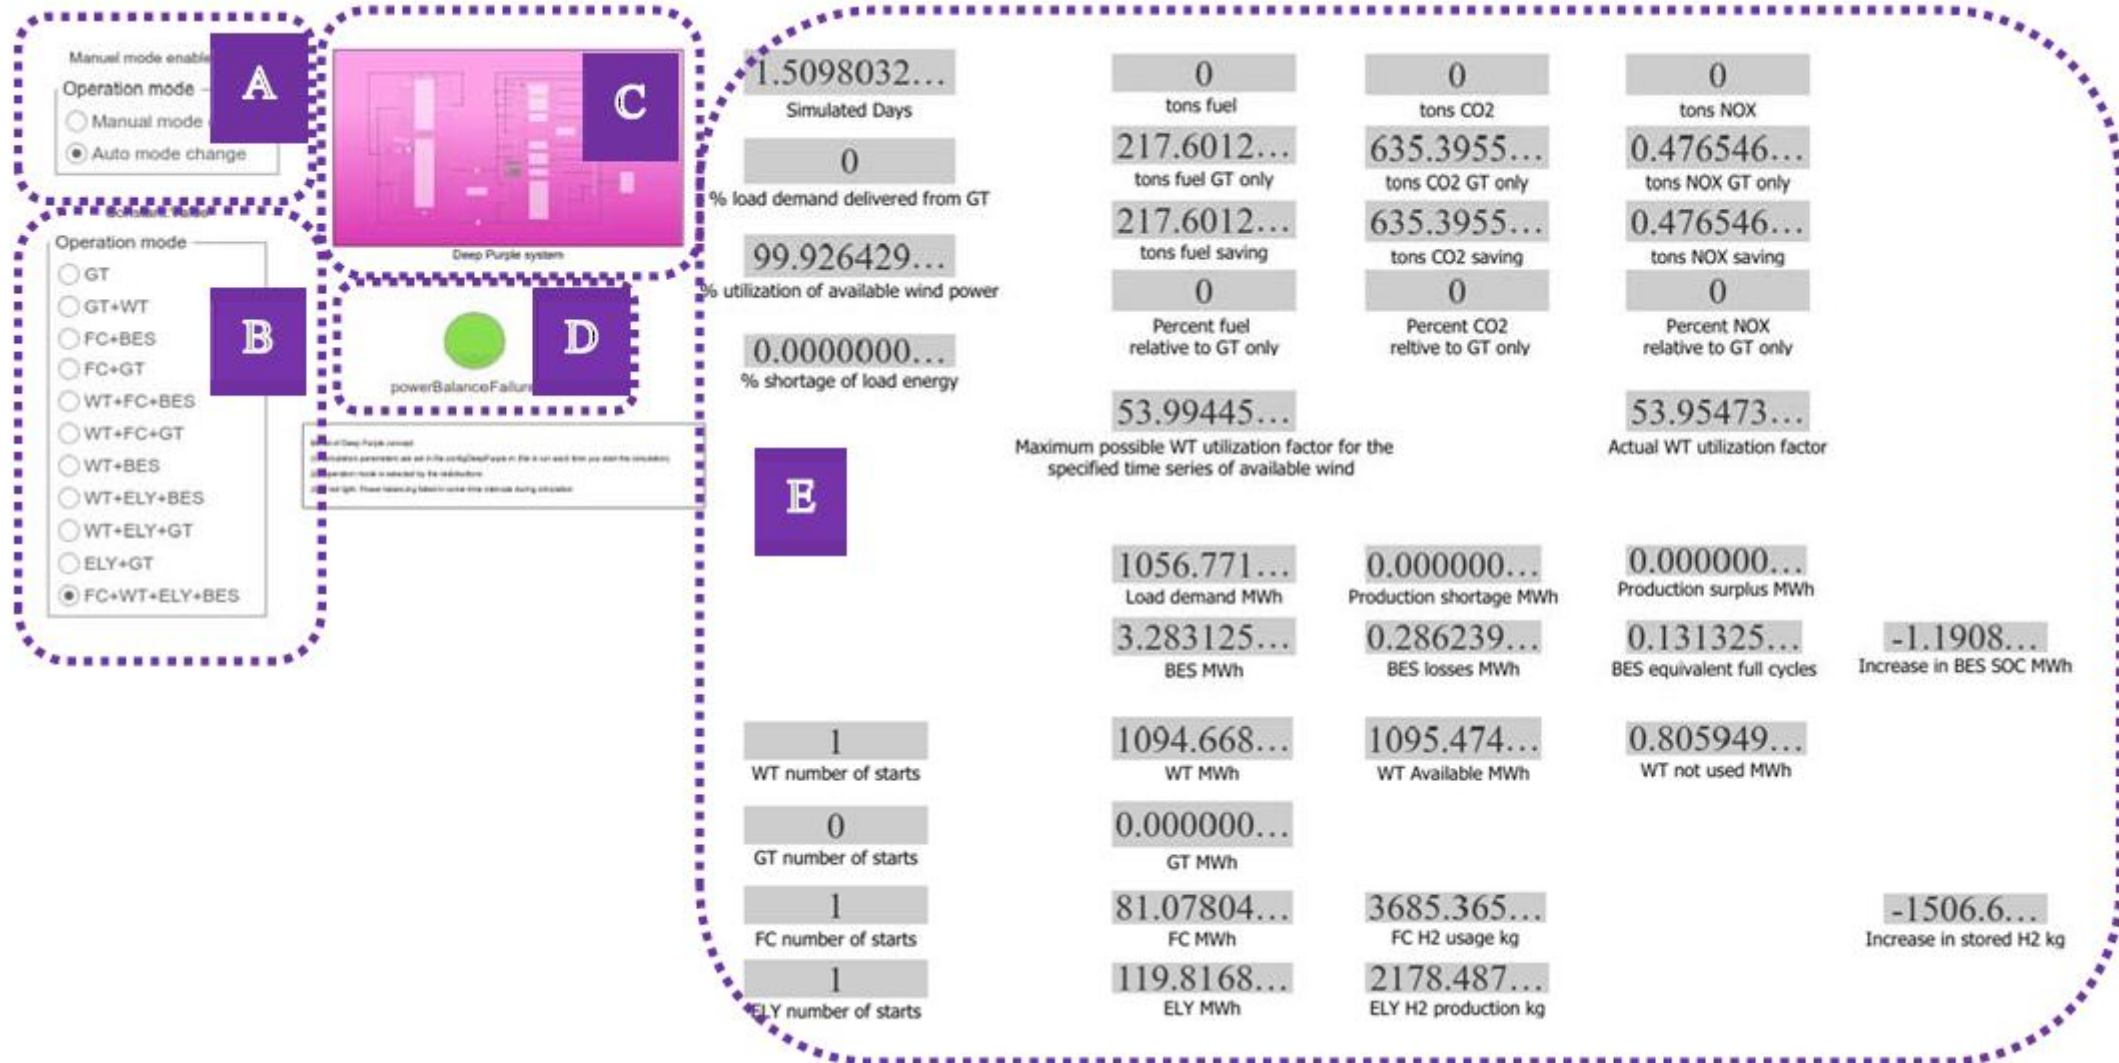 Manuel mode enable
A
Operation mode
Manual mode
Auto mode change
Constant:Value
Operation mode
GT
GT+WT
FC+BES
FC+GT
WT+FC+BES
WT+FC+GT
WT+BES
WT+ELY+BES
WT+ELY+GT
ELY+GT
FC+WT+ELY+BES
B
C
Deep Purple system
D
powerBalanceFailure
of Deep Purple concept
E
1.5098032...
Simulated Days
0
% load demand delivered from GT
99.926429...
% utilization of available wind power
0.0000000...
% shortage of load energy
0
tons fuel
0
tons CO2
0
tons NOX
217.6012...
tons fuel GT only
635.3955...
tons CO2 GT only
0.476546...
tons NOX GT only
217.6012...
tons fuel saving
635.3955...
tons CO2 saving
0.476546...
tons NOX saving
0
Percent fuel
relative to GT only
0
Percent CO2
reltive to GT only
0
Percent NOX
relative to GT only
53.99445...
Maximum possible WT utilization factor for the
specified time series of available wind
53.95473...
Actual WT utilization factor
1056.771...
Load demand MWh
0.000000...
Production shortage MWh
0.000000...
Production surplus MWh
3.283125...
BES MWh
0.286239...
BES losses MWh
0.131325...
BES equivalent full cycles
-1.1908...
Increase in BES SOC MWh
1
WT number of starts
1094.668...
WT MWh
1095.474...
WT Available MWh
0.805949...
WT not used MWh
0
GT number of starts
0.000000...
GT MWh
1
FC number of starts
81.07804...
FC MWh
3685.365...
FC H2 usage kg
-1506.6...
Increase in stored H2 kg
1
ELY number of starts
119.8168...
ELY MWh
2178.487...
ELY H2 production kg